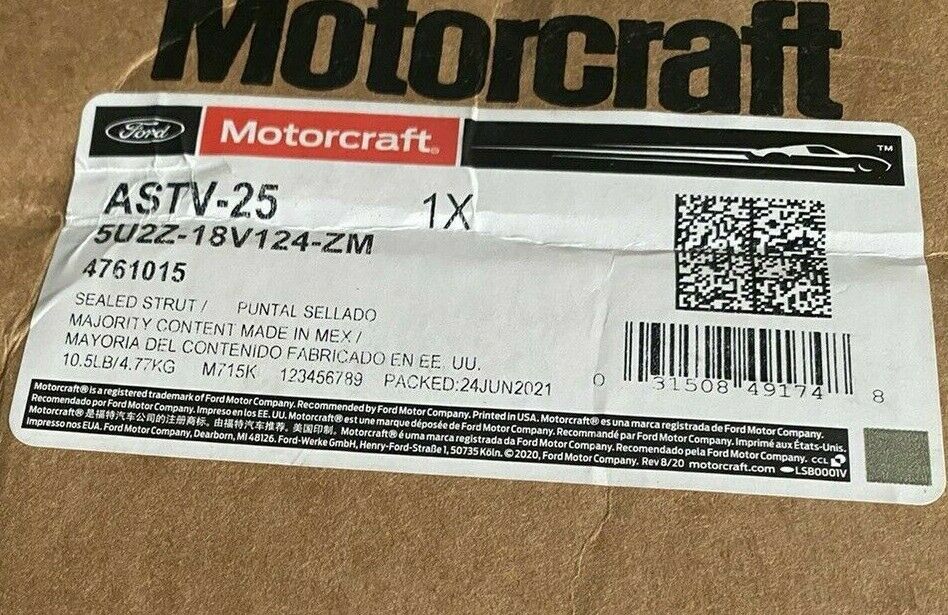 Motorcraft
Ford Motorcraft® TM
ASTV-25 1X
5U2Z-18V124-ZM
4761015
SEALED STRUT / PUNTAL SELLADO
MAJORITY CONTENT MADE IN MEX /
MAYORIA DEL CONTENIDO FABRICADO EN EE. UU.
10.5LB/4.77KG M715K 123456789 PACKED:24JUN2021
0 31508 49174 8
Motorcraft® is a registered trademark of Ford Motor Company. Recommended by Ford Motor Company. Printed in USA. Motorcraft® es una marca registrada de Ford Motor Company.
Recomendado por Ford Motor Company. Impreso en los EE. UU. Motorcraft® est une marque déposée de Ford Motor Company. Recommandé par Ford Motor Company. Imprimé aux États-Unis.
Motorcraft® 是福特汽车公司的注册商标。由福特汽车推荐。美国印制。Motorcraft® é uma marca registrada da Ford Motor Company. Recomendado pela Ford Motor Company. CCL
Impresso nos EUA. Ford Motor Company, Dearborn, MI 48126. Ford-Werke GmbH, Henry-Ford-Straße 1, 50735 Köln. © 2020, Ford Motor Company. Rev 8/20 motorcraft.com LSB0001V